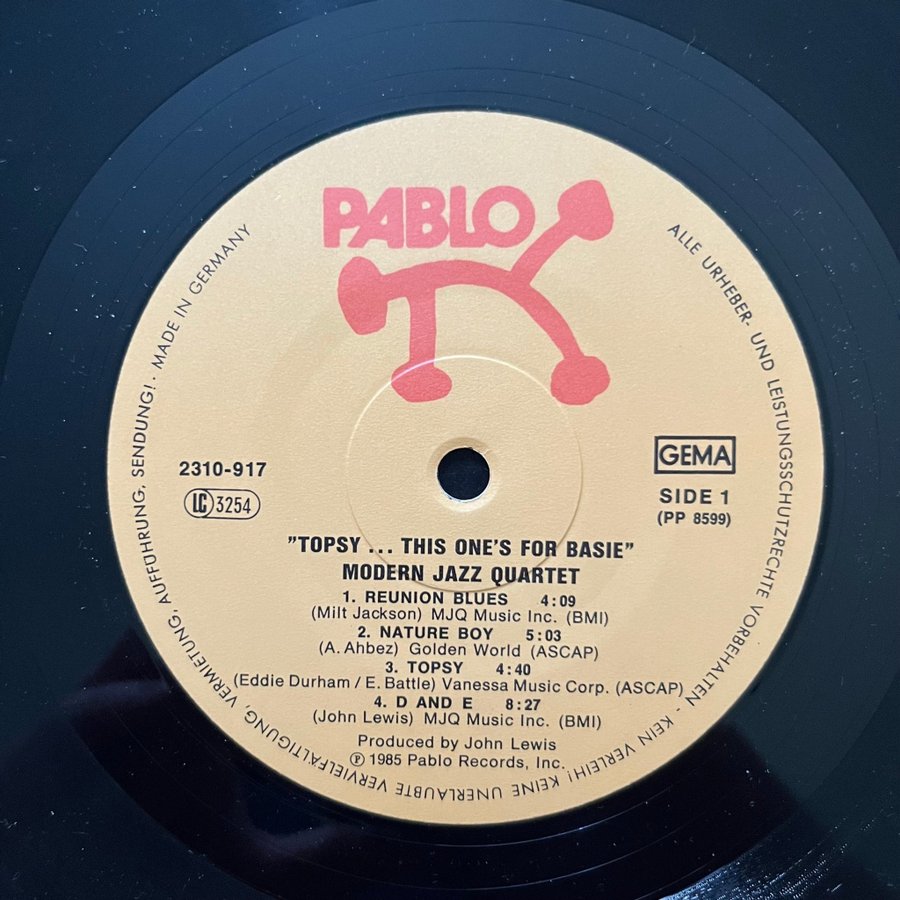 PABLO
ALLE URHEBER- UND LEISTUNGSSCHUTZRECHTE VORBEHALTEN - KEIN VERLEIH! KEINE UNERLAUBTE VERVIELFÄLTIGUNG, VERMIETUNG, AUFFÜHRUNG, SENDUNG! · MADE IN GERMANY
2310-917
LC 3254
GEMA
SIDE 1
(PP 8599)
"TOPSY ... THIS ONE'S FOR BASIE"
MODERN JAZZ QUARTET
1. REUNION BLUES 4:09
(Milt Jackson) MJQ Music Inc. (BMI)
2. NATURE BOY 5:03
(A. Ahbez) Golden World (ASCAP)
3. TOPSY 4:40
(Eddie Durham / E. Battle) Vanessa Music Corp. (ASCAP)
4. D AND E 8:27
(John Lewis) MJQ Music Inc. (BMI)
Produced by John Lewis
℗ 1985 Pablo Records, Inc.